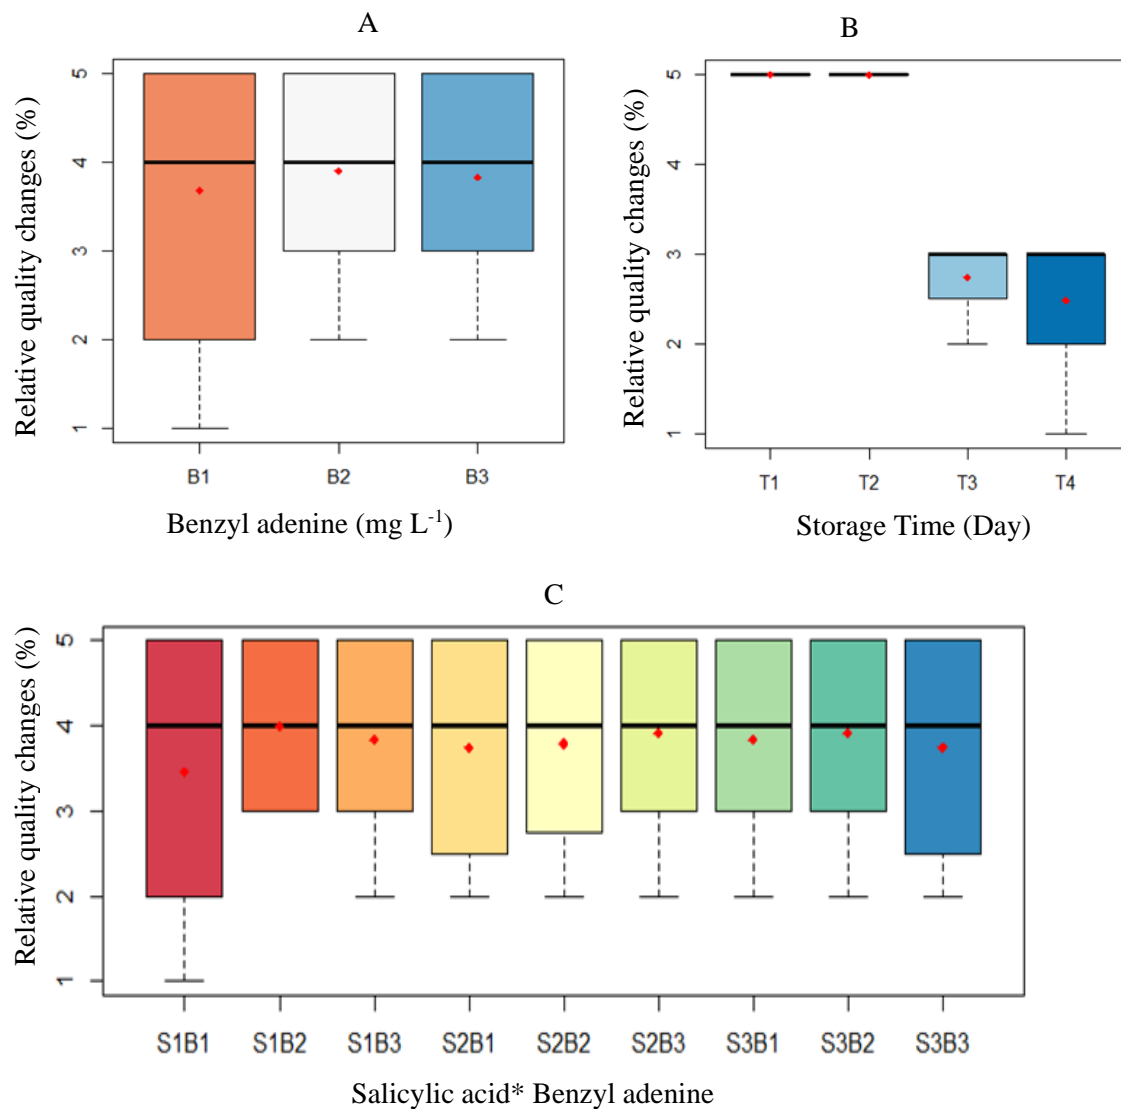 A
Relative quality changes (%)
5
4
3
2
1
B1 B2 B3
Benzyl adenine (mg L⁻¹)
B
Relative quality changes (%)
5
4
3
2
1
T1 T2 T3 T4
Storage Time (Day)
C
Relative quality changes (%)
5
4
3
2
1
S1B1 S1B2 S1B3 S2B1 S2B2 S2B3 S3B1 S3B2 S3B3
Salicylic acid* Benzyl adenine